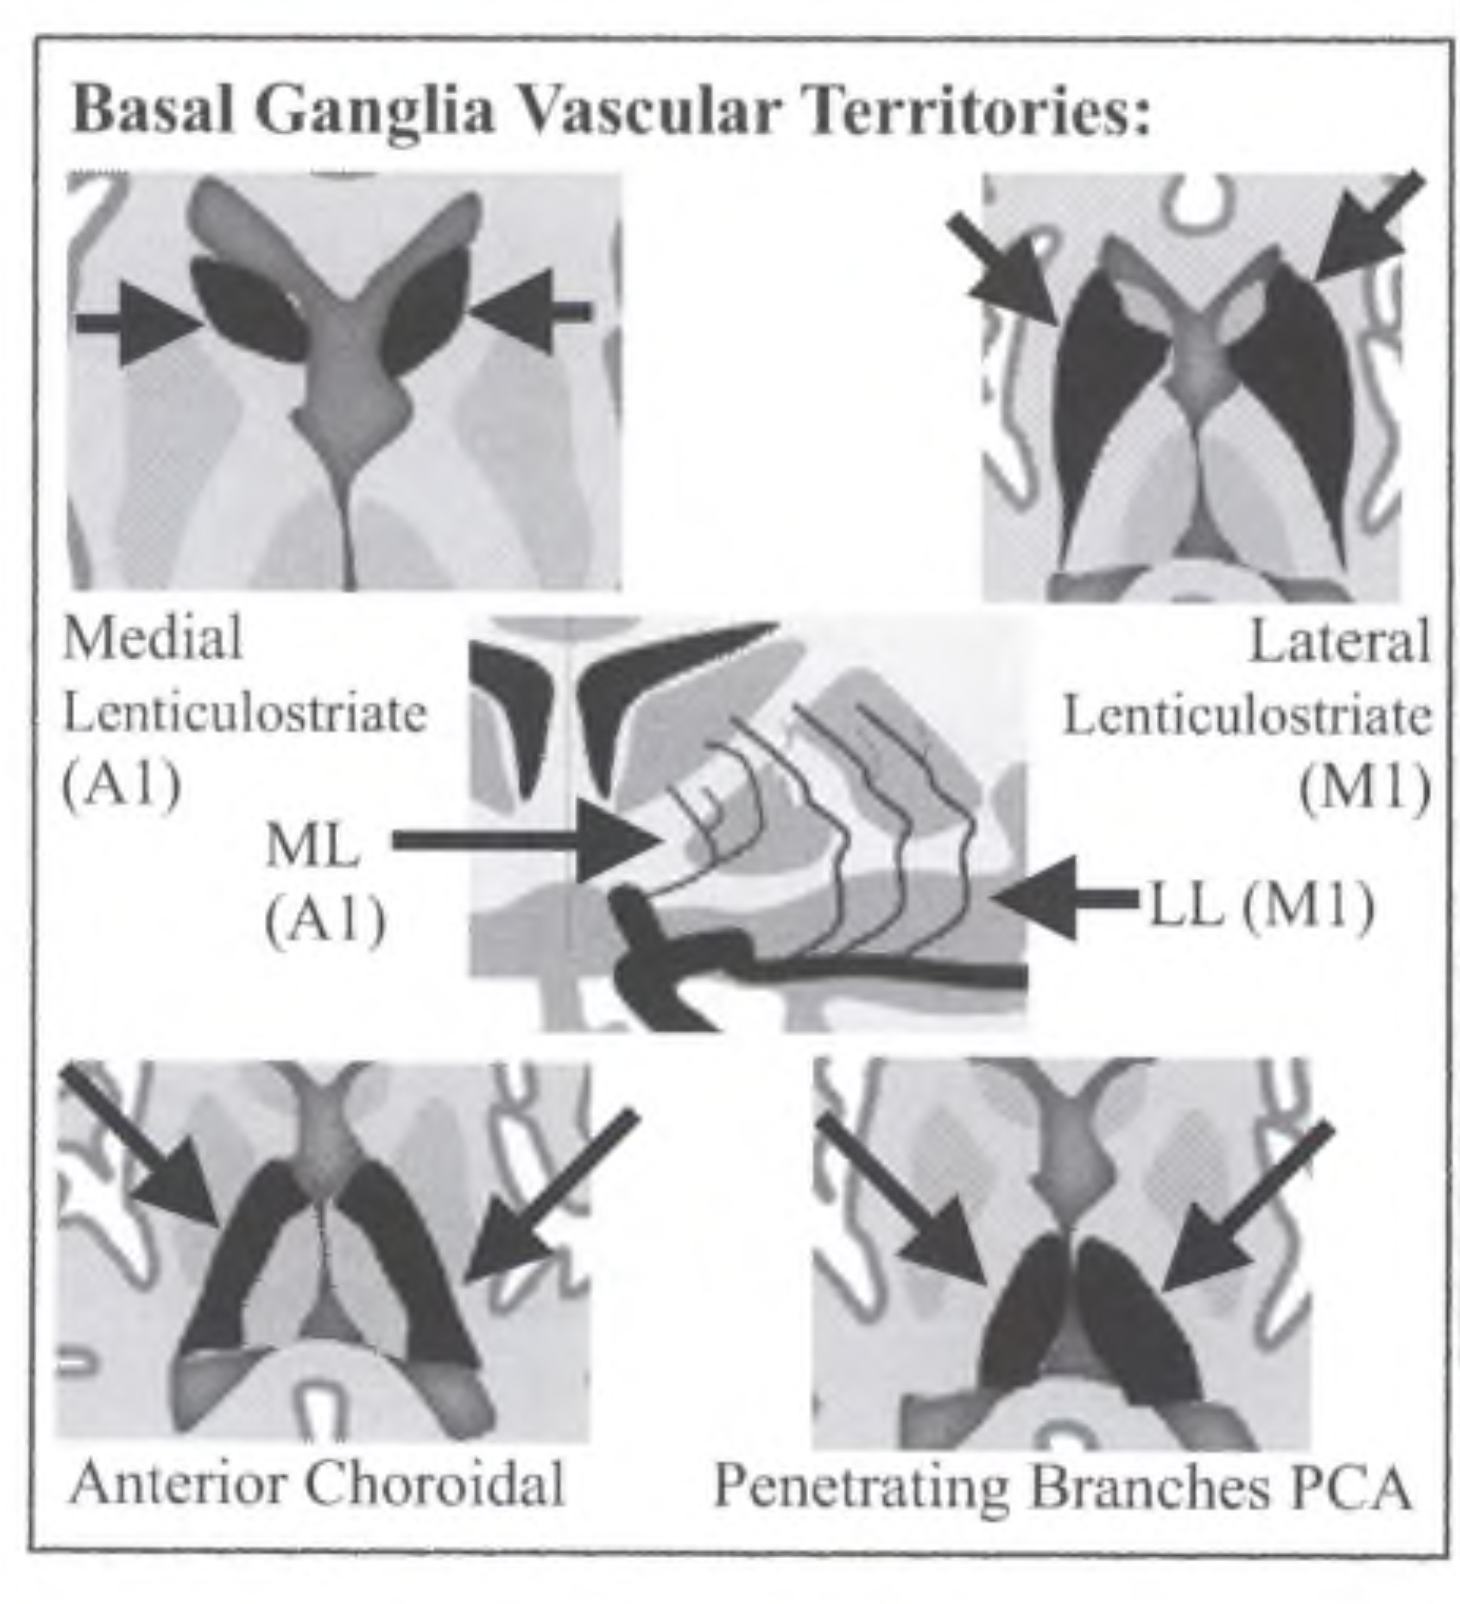 Basal Ganglia Vascular Territories:
Medial
Lenticulostriate
(A1)
Lateral
Lenticulostriate
(M1)
ML
(A1)
LL (M1)
Anterior Choroidal
Penetrating Branches PCA